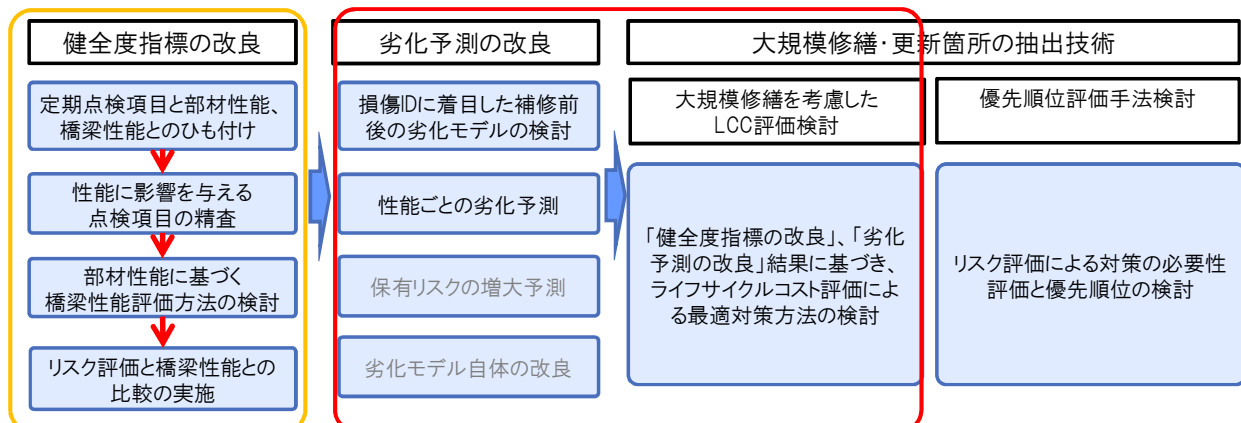 健全度指標の改良
定期点検項目と部材性能、
橋梁性能とのひも付け
性能に影響を与える
点検項目の精査
部材性能に基づく
橋梁性能評価方法の検討
リスク評価と橋梁性能との
比較の実施
劣化予測の改良
損傷IDに着目した補修前
後の劣化モデルの検討
性能ごとの劣化予測
保有リスクの増大予測
劣化モデル自体の改良
大規模修繕・更新箇所の抽出技術
大規模修繕を考慮した
LCC評価検討
「健全度指標の改良」、「劣化
予測の改良」結果に基づき、
ライフサイクルコスト評価によ
る最適対策方法の検討
優先順位評価手法検討
リスク評価による対策の必要性
評価と優先順位の検討